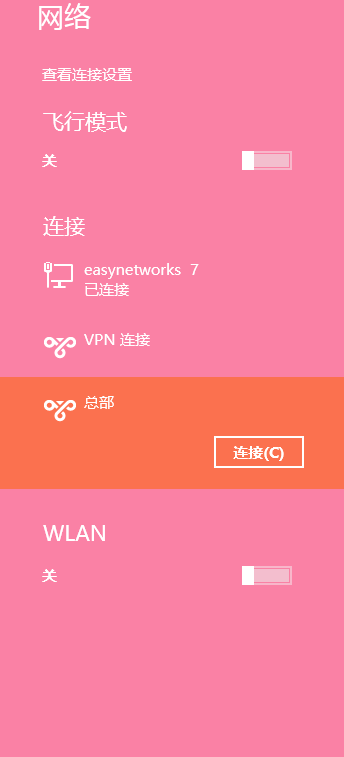 网络
查看连接设置
飞行模式
关
连接
easynetworks  7
已连接
VPN 连接
总部
连接(C)
WLAN
关